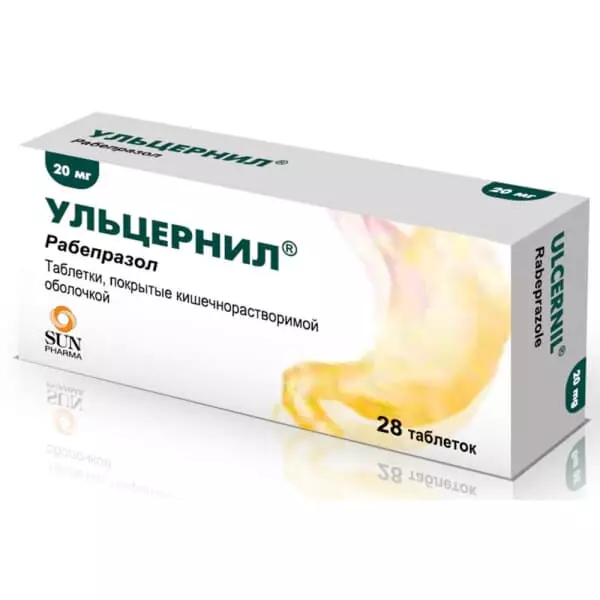 УЛЬЦЕРНИЛ®
Рабепразол
20 мг
20 мг
УЛЬЦЕРНИЛ®
Рабепразол
Таблетки, покрытые кишечнорастворимой
оболочкой
SUN
PHARMA
28 таблеток
ULCERNIL®
Rabeprazole
20 mg